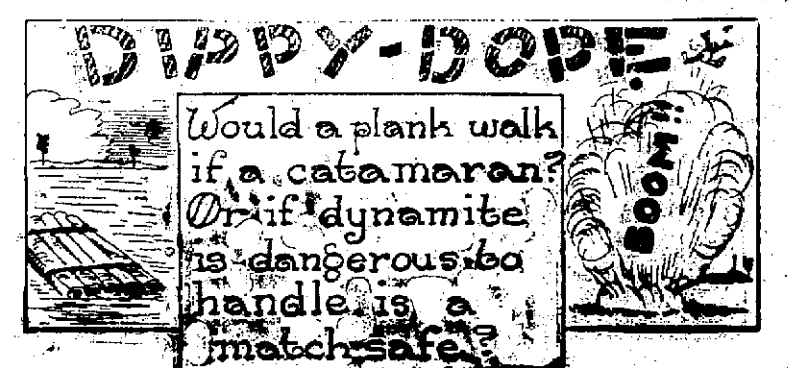 DIPPY-DOPE
Would a plank walk
if a catamaran?
Or if dynamite
is dangerous to
handle is a
match safe?
BOOM!!